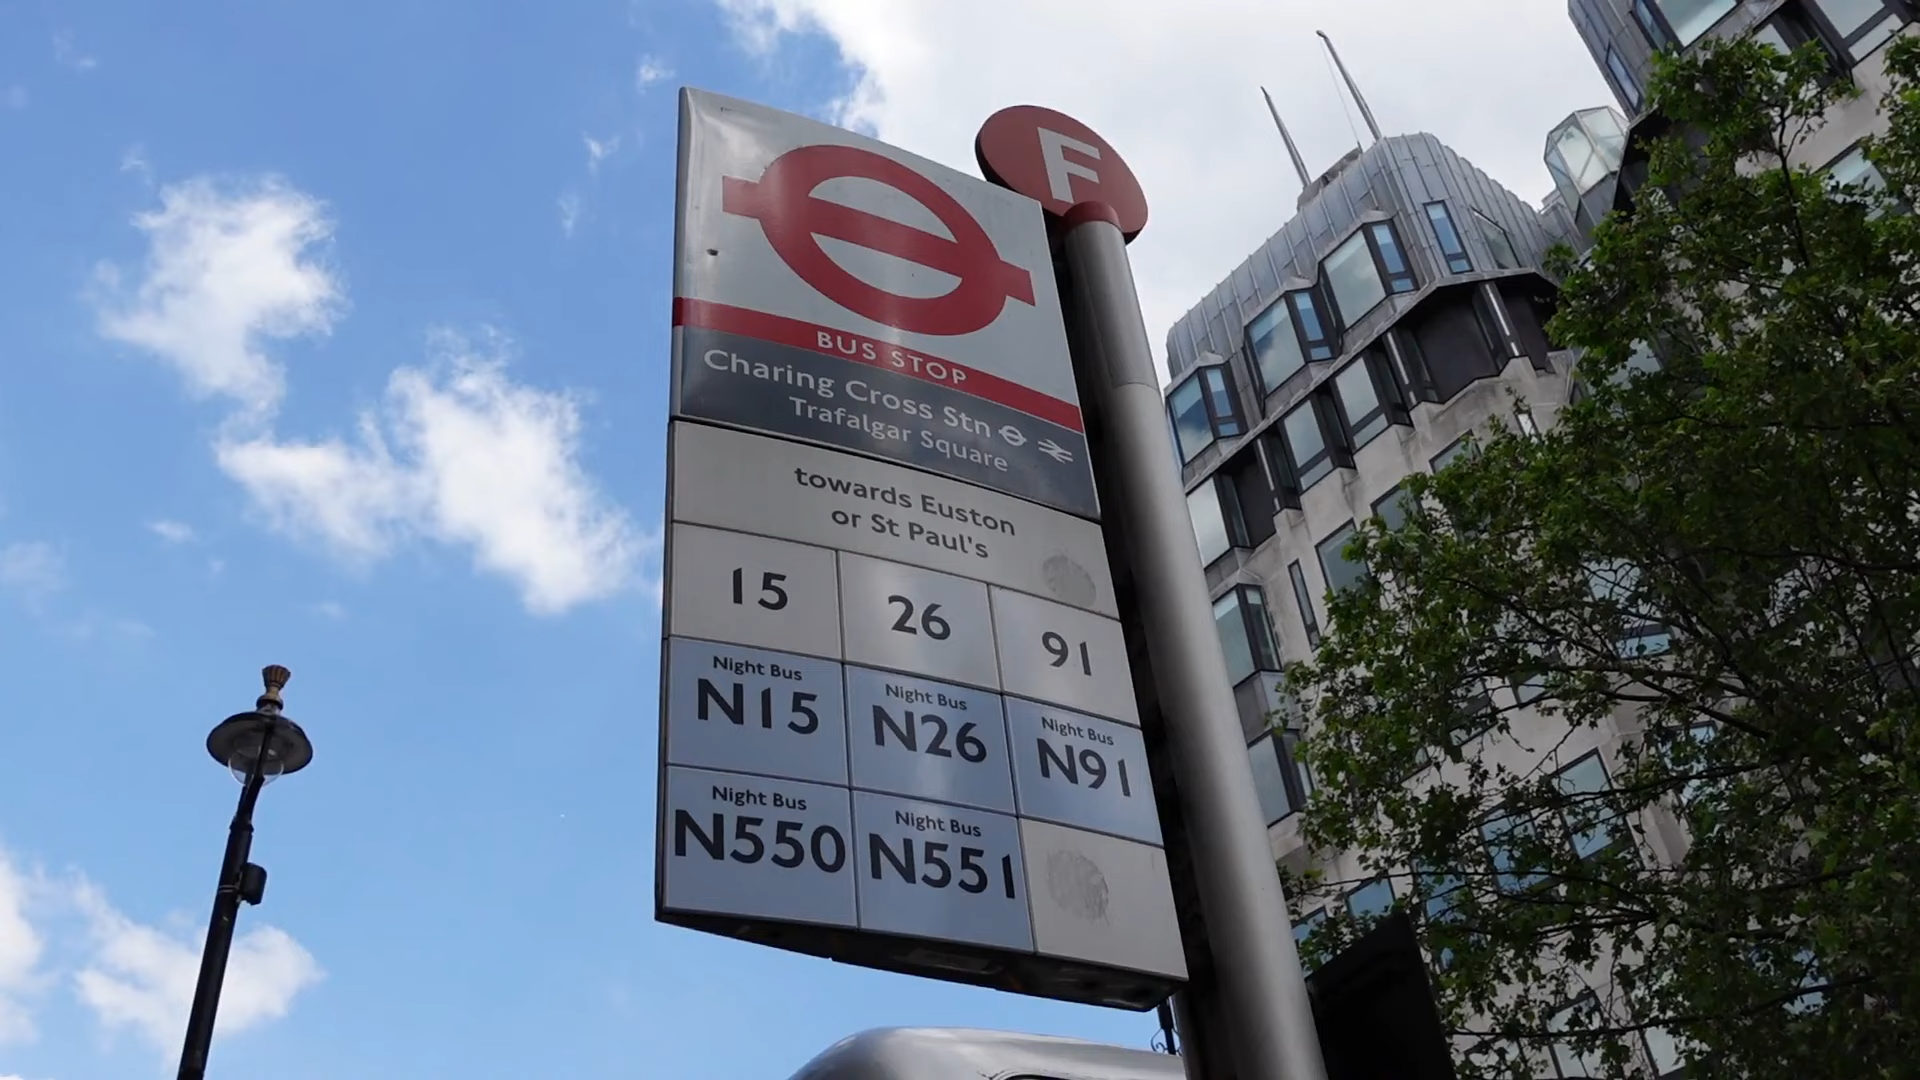 F
BUS STOP
Charing Cross Stn
Trafalgar Square
towards Euston
or St Paul's
15 26 91
Night Bus Night Bus Night Bus
N15 N26 N91
Night Bus Night Bus
N550 N551